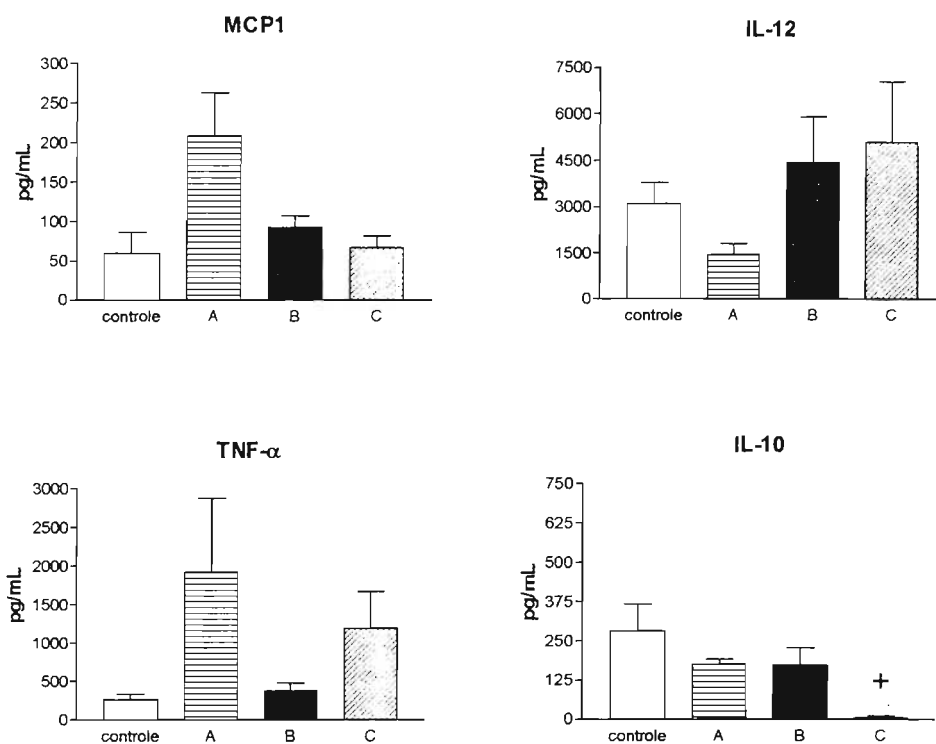 MCP1
300
250
200
150
100
50
0
pg/mL
controle A B C
IL-12
7500
6000
4500
3000
1500
0
pg/mL
controle A B C
TNF-α
3000
2500
2000
1500
1000
500
0
pg/mL
controle A B C
IL-10
750
625
500
375
250
125
0
pg/mL
+
controle A B C